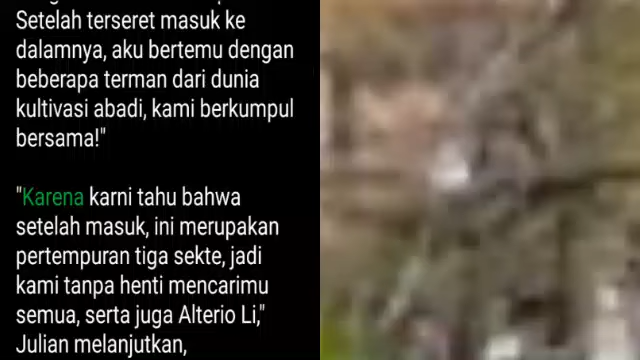 Setelah terseret masuk ke
dalamnya, aku bertemu dengan
beberapa terman dari dunia
kultivasi abadi, kami berkumpul
bersama!"
"Karena karni tahu bahwa
setelah masuk, ini merupakan
pertempuran tiga sekte, jadi
kami tanpa henti mencarimu
semua, serta juga Alterio Li,"
Julian melanjutkan,